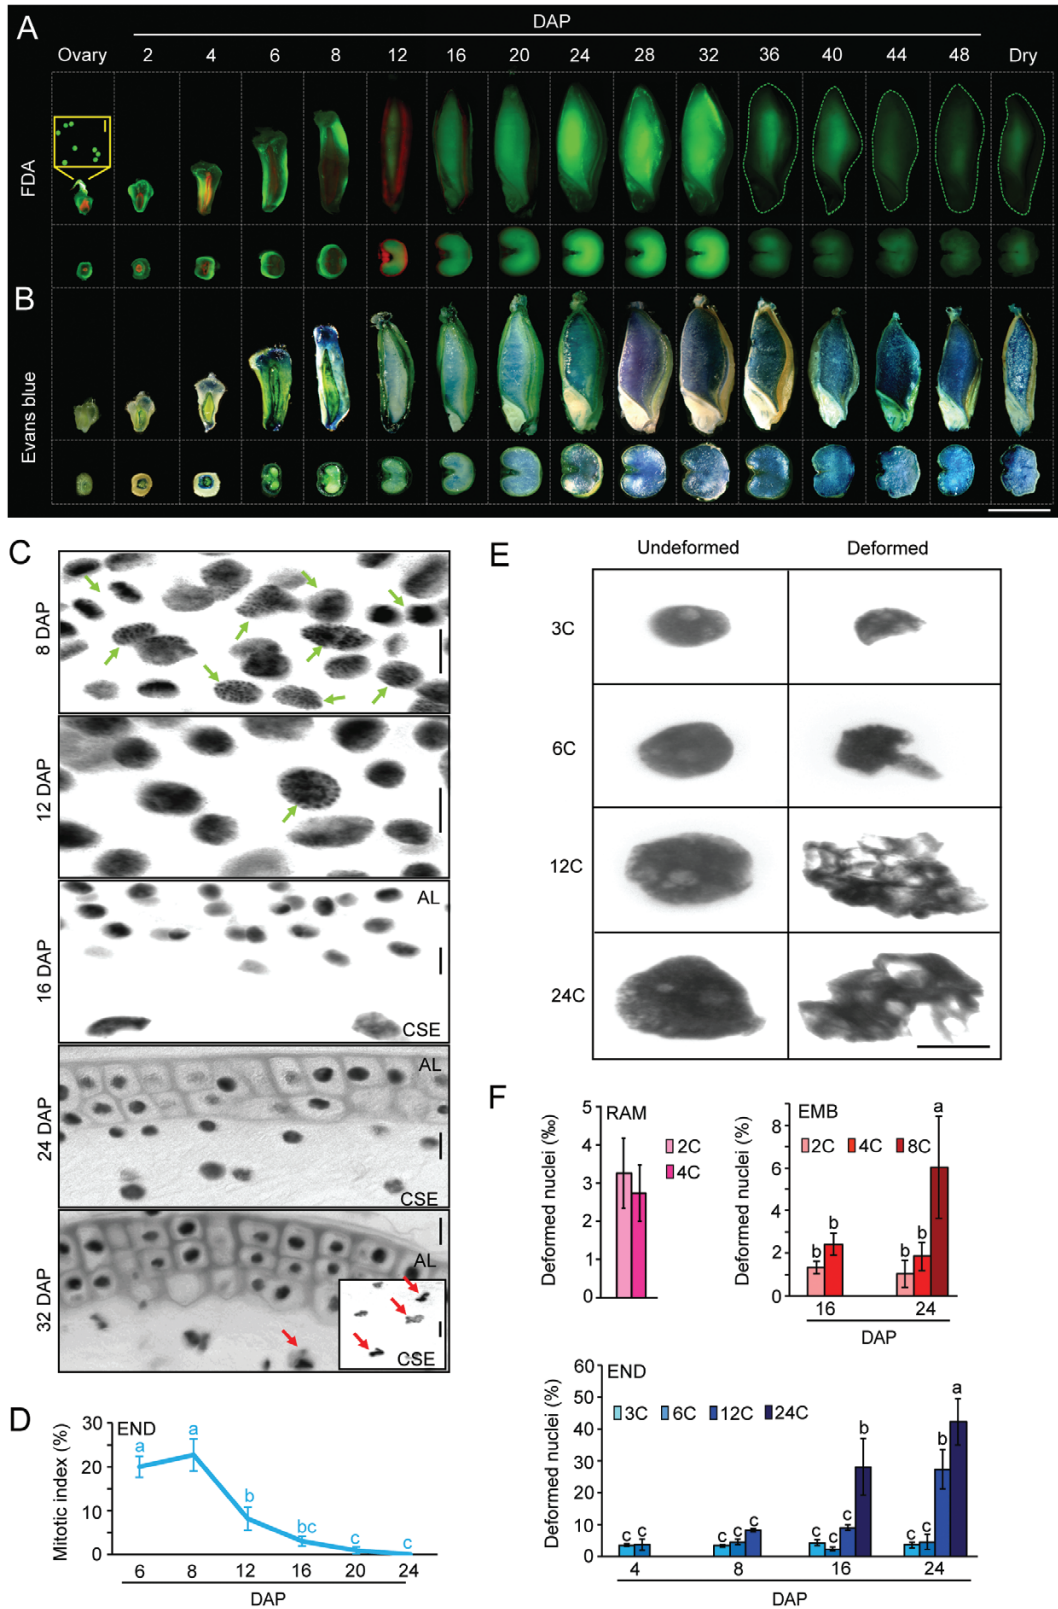 A
DAP
Ovary 2 4 6 8 12 16 20 24 28 32 36 40 44 48 Dry
FDA
B
Evans blue
C
8 DAP
12 DAP
16 DAP
AL
CSE
24 DAP
AL
CSE
32 DAP
AL
CSE
D
END
Mitotic index (%)
30
20
10
0
a a b bc c c
6 8 12 16 20 24
DAP
E
Undeformed Deformed
3C
6C
12C
24C
F
RAM
Deformed nuclei (‰)
5
4
3
2
1
0
2C
4C
EMB
Deformed nuclei (%)
8
6
4
2
0
2C 4C 8C
b b b b a
16 24
DAP
END
Deformed nuclei (%)
60
50
40
30
20
10
0
3C 6C 12C 24C
c c c c c c c c b c c b a
4 8 16 24
DAP